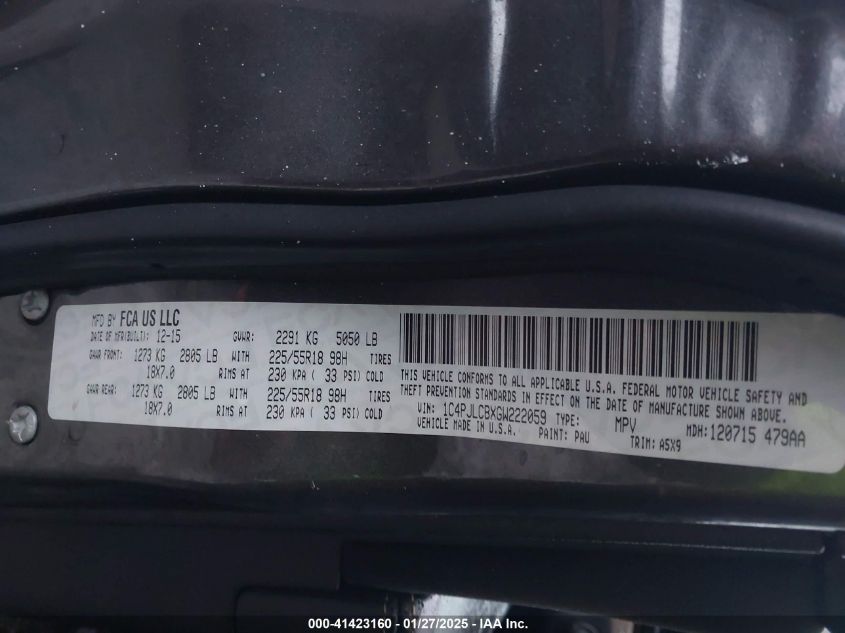 MFD BY FCA US LLC
DATE OF MFR(BUILT): 12-15 GVWR: 2291 KG 5050 LB
GAWR FRONT: 1273 KG 2805 LB WITH 225/55R18 98H TIRES
18X7.0 RIMS AT 230 KPA ( 33 PSI) COLD
GAWR REAR: 1273 KG 2805 LB WITH 225/55R18 98H TIRES
18X7.0 RIMS AT 230 KPA ( 33 PSI) COLD
THIS VEHICLE CONFORMS TO ALL APPLICABLE U.S.A. FEDERAL MOTOR VEHICLE SAFETY AND
THEFT PREVENTION STANDARDS IN EFFECT ON THE DATE OF MANUFACTURE SHOWN ABOVE.
VIN: 1C4PJLCBXGW222059 TYPE: MPV MDH: 120715 479AA
VEHICLE MADE IN U.S.A. PAINT: PAU TRIM: A5X9
000-41423160 - 01/27/2025 - IAA Inc.